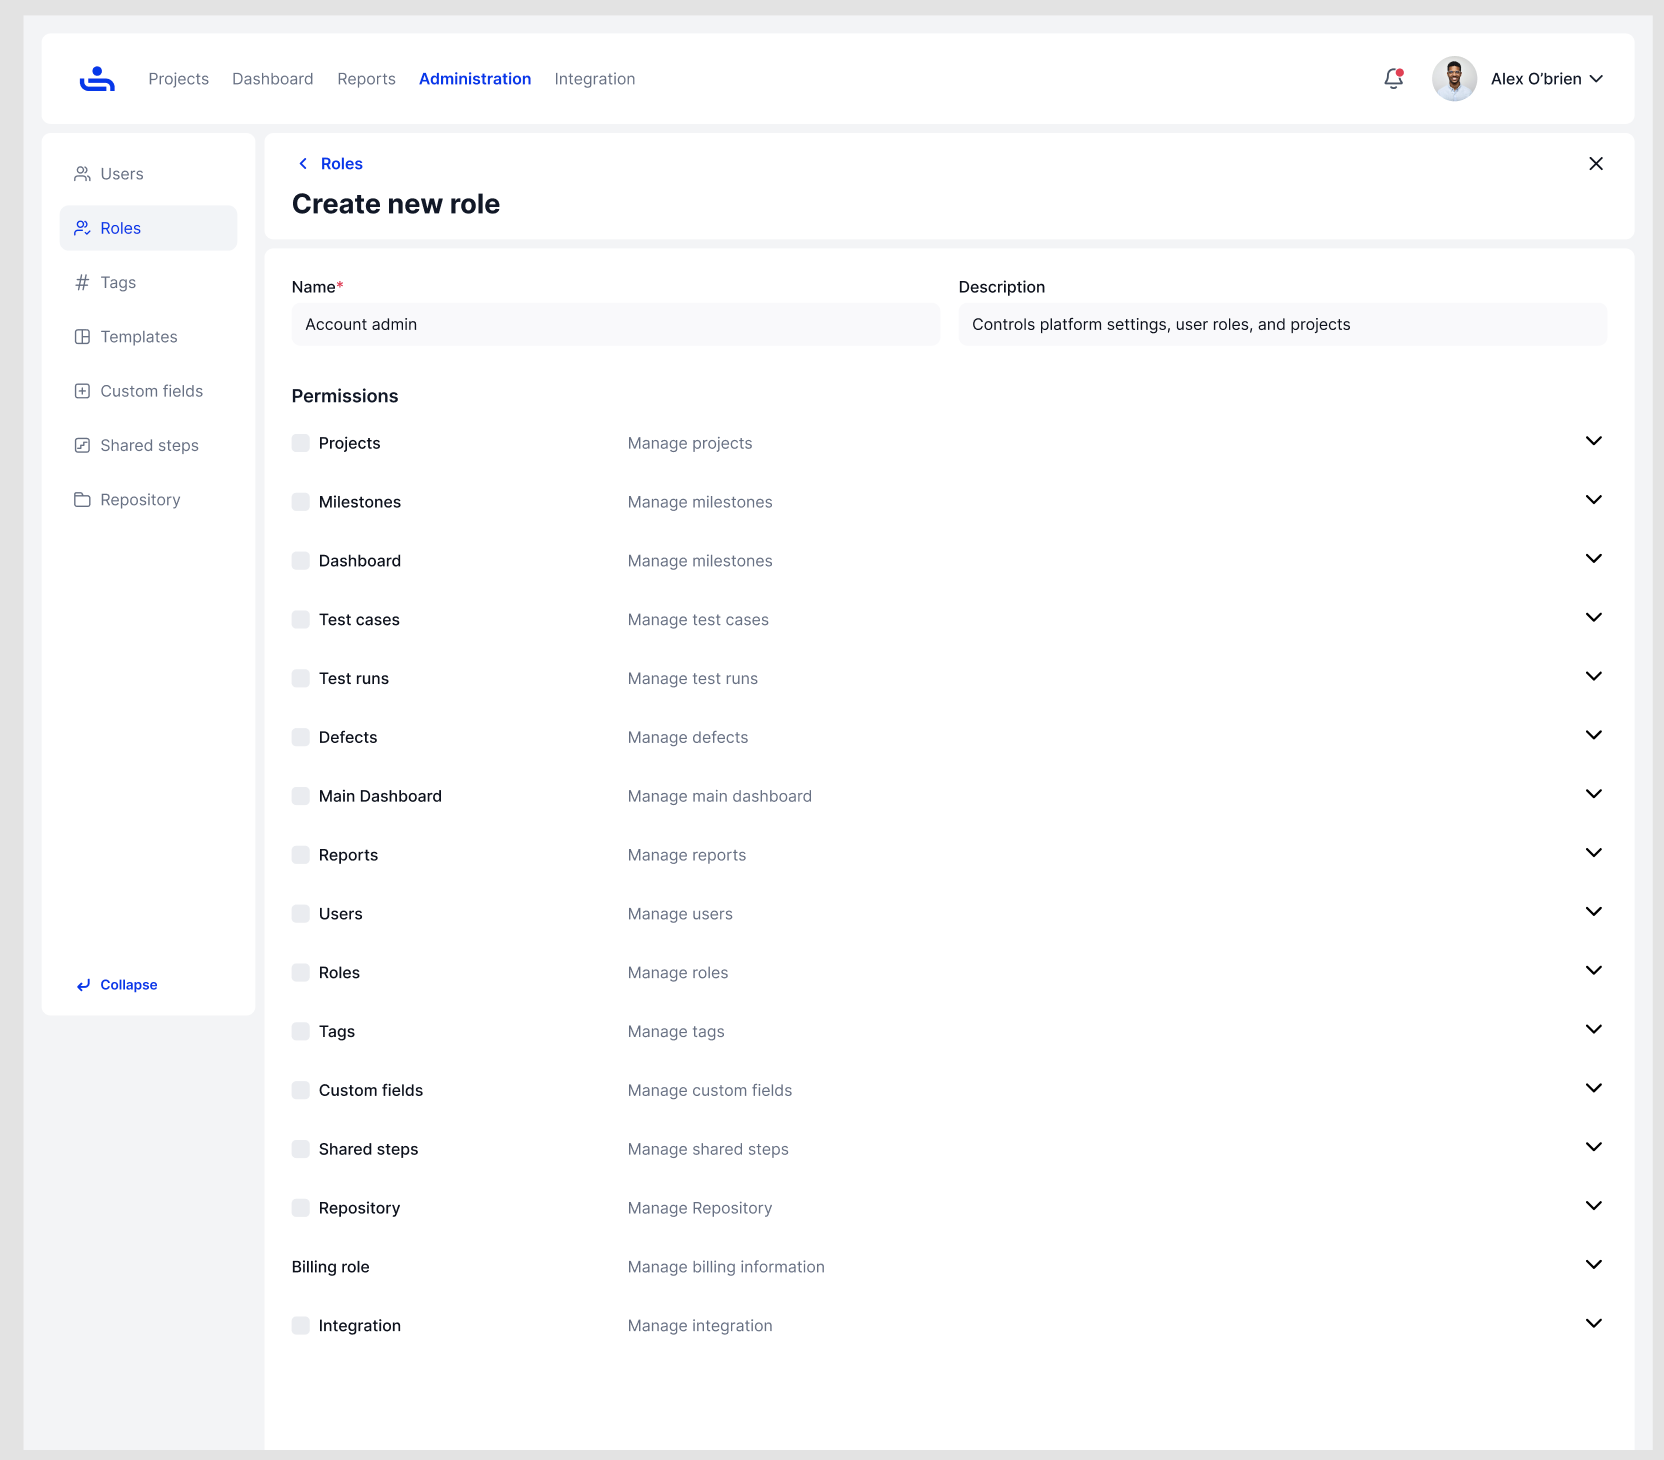 Projects Dashboard Reports Administration Integration
Alex O’brien
Users
Roles
Tags
Templates
Custom fields
Shared steps
Repository
Collapse
Roles
Create new role
Name* Description
Account admin Controls platform settings, user roles, and projects
Permissions
Projects Manage projects
Milestones Manage milestones
Dashboard Manage milestones
Test cases Manage test cases
Test runs Manage test runs
Defects Manage defects
Main Dashboard Manage main dashboard
Reports Manage reports
Users Manage users
Roles Manage roles
Tags Manage tags
Custom fields Manage custom fields
Shared steps Manage shared steps
Repository Manage Repository
Billing role Manage billing information
Integration Manage integration